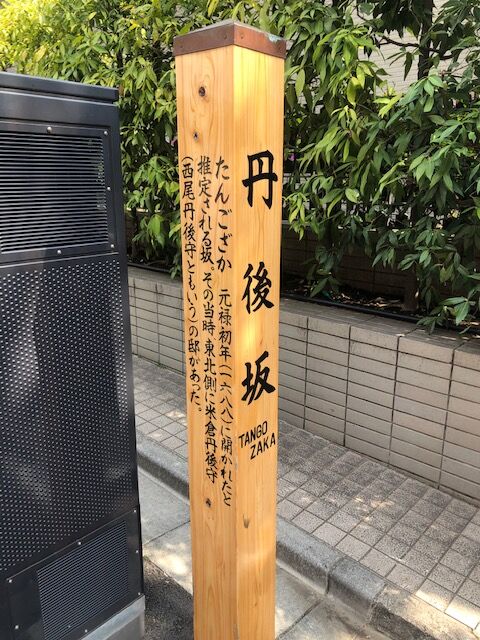 丹後坂
TANGO
ZAKA
たんござか 元禄初年(一六八八)に開かれたと
推定される坂。その当時東北側に米倉丹後守
(西尾丹後守ともいう)の邸があった。